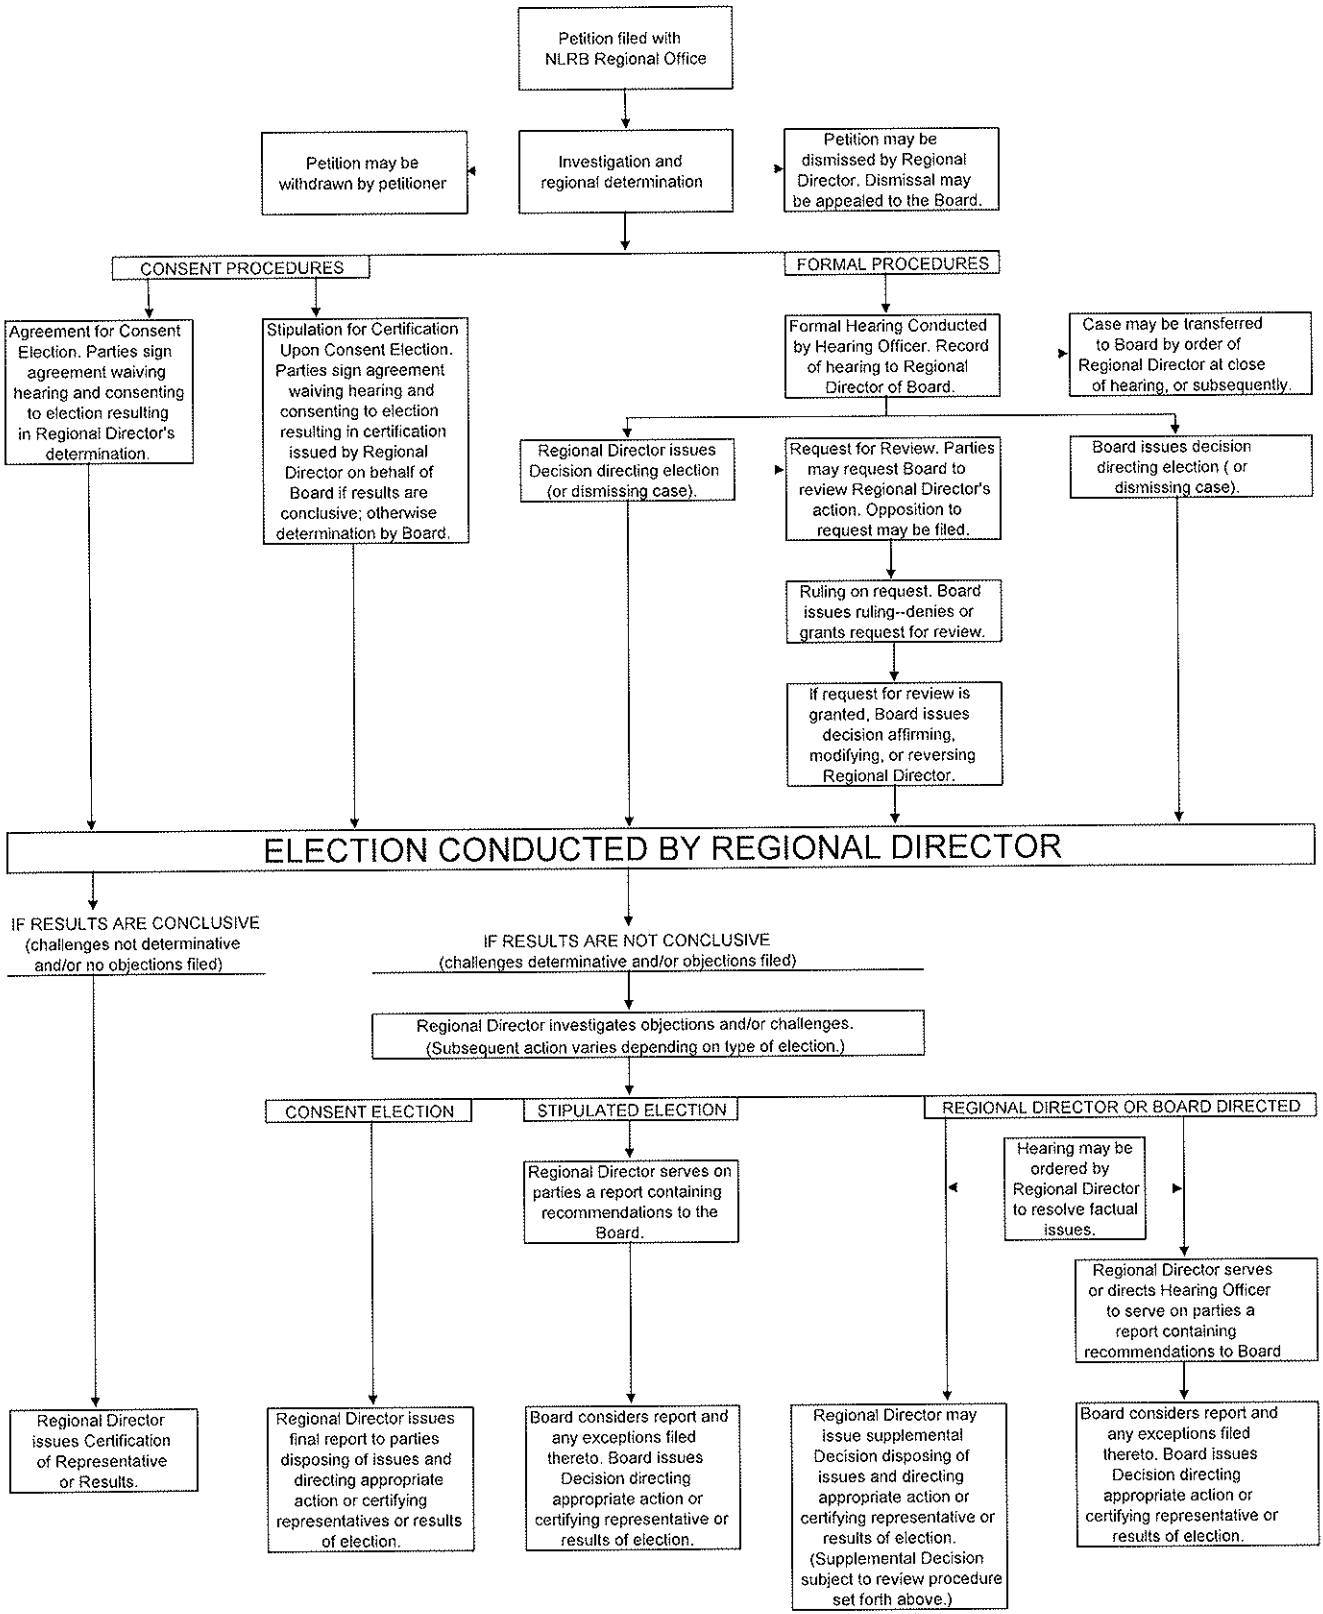 Petition filed with
NLRB Regional Office
Petition may be
withdrawn by petitioner
Investigation and
regional determination
Petition may be
dismissed by Regional
Director. Dismissal may
be appealed to the Board.
CONSENT PROCEDURES
FORMAL PROCEDURES
Agreement for Consent
Election. Parties sign
agreement waiving
hearing and consenting
to election resulting
in Regional Director's
determination.
Stipulation for Certification
Upon Consent Election.
Parties sign agreement
waiving hearing and
consenting to election
resulting in certification
issued by Regional
Director on behalf of
Board if results are
conclusive; otherwise
determination by Board.
Formal Hearing Conducted
by Hearing Officer. Record
of hearing to Regional
Director of Board.
Case may be transferred
to Board by order of
Regional Director at close
of hearing, or subsequently.
Regional Director issues
Decision directing election
(or dismissing case).
Request for Review. Parties
may request Board to
review Regional Director's
action. Opposition to
request may be filed.
Board issues decision
directing election ( or
dismissing case).
Ruling on request. Board
issues ruling--denies or
grants request for review.
If request for review is
granted, Board issues
decision affirming,
modifying, or reversing
Regional Director.
ELECTION CONDUCTED BY REGIONAL DIRECTOR
IF RESULTS ARE CONCLUSIVE
(challenges not determinative
and/or no objections filed)
IF RESULTS ARE NOT CONCLUSIVE
(challenges determinative and/or objections filed)
Regional Director investigates objections and/or challenges.
(Subsequent action varies depending on type of election.)
CONSENT ELECTION
STIPULATED ELECTION
REGIONAL DIRECTOR OR BOARD DIRECTED
Regional Director serves on
parties a report containing
recommendations to the
Board.
Hearing may be
ordered by
Regional Director
to resolve factual
issues.
Regional Director serves
or directs Hearing Officer
to serve on parties a
report containing
recommendations to Board
Regional Director
issues Certification
of Representative
or Results.
Regional Director issues
final report to parties
disposing of issues and
directing appropriate
action or certifying
representatives or results
of election.
Board considers report and
any exceptions filed
thereto. Board issues
Decision directing
appropriate action or
certifying representative or
results of election.
Regional Director may
issue supplemental
Decision disposing of
issues and directing
appropriate action or
certifying representative or
results of election.
(Supplemental Decision
subject to review procedure
set forth above.)
Board considers report and
any exceptions filed
thereto. Board issues
Decision directing
appropriate action or
certifying representative or
results of election.